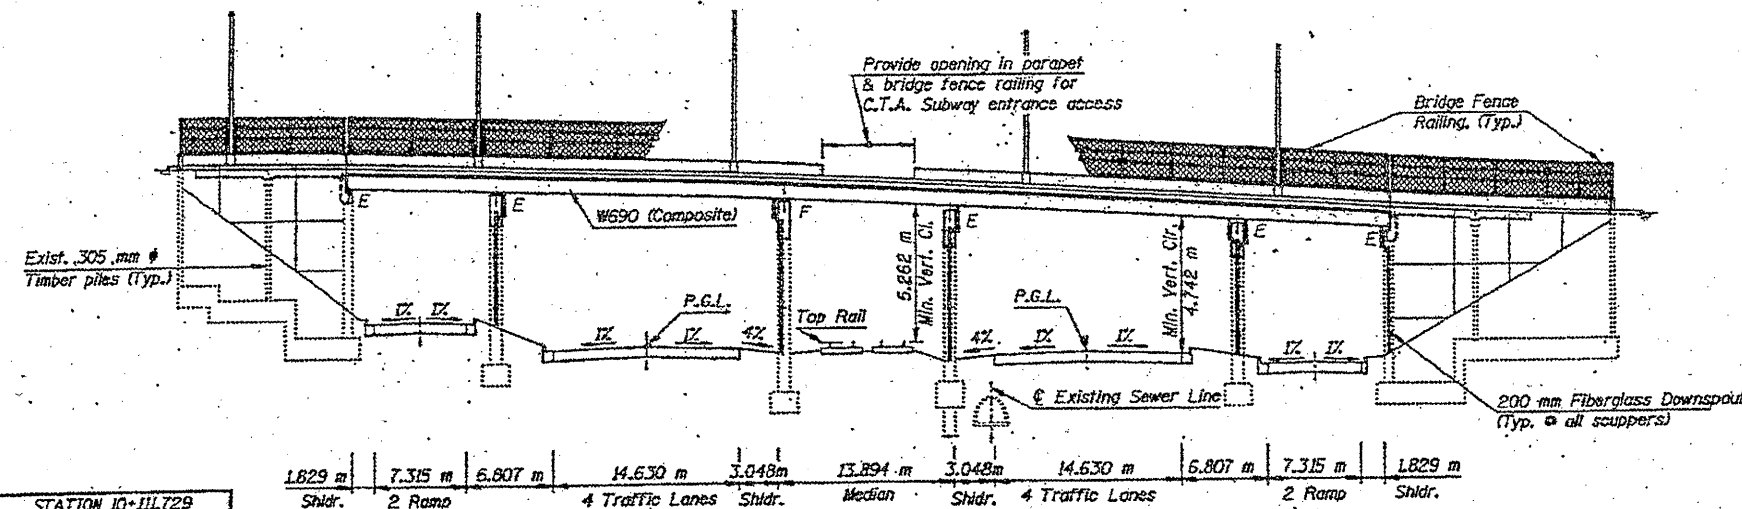 Provide opening in parapet
& bridge fence railing for
C.T.A. Subway entrance access
Bridge Fence
Railing. (Typ.)
E
E
W690 (Composite)
F
E
E
E
Exist. 305 mm φ
Timber piles (Typ.)
5.262 m
Min. Vert. Cl.
Min. Vert. Clr.
4.742 m
P.G.L.
P.G.L.
Top Rail
1% 1%
1% 1% 4%
4% 1% 1%
1% 1%
℄ Existing Sewer Line
200 mm Fiberglass Downspout
(Typ. @ all scuppers)
1.829 m 7.315 m 6.807 m 14.630 m 3.048m 13.894 m 3.048m 14.630 m 6.807 m 7.315 m 1.829 m
Shldr. 2 Ramp 4 Traffic Lanes Shldr. Median Shldr. 4 Traffic Lanes 2 Ramp Shldr.
STATION 10+111.729